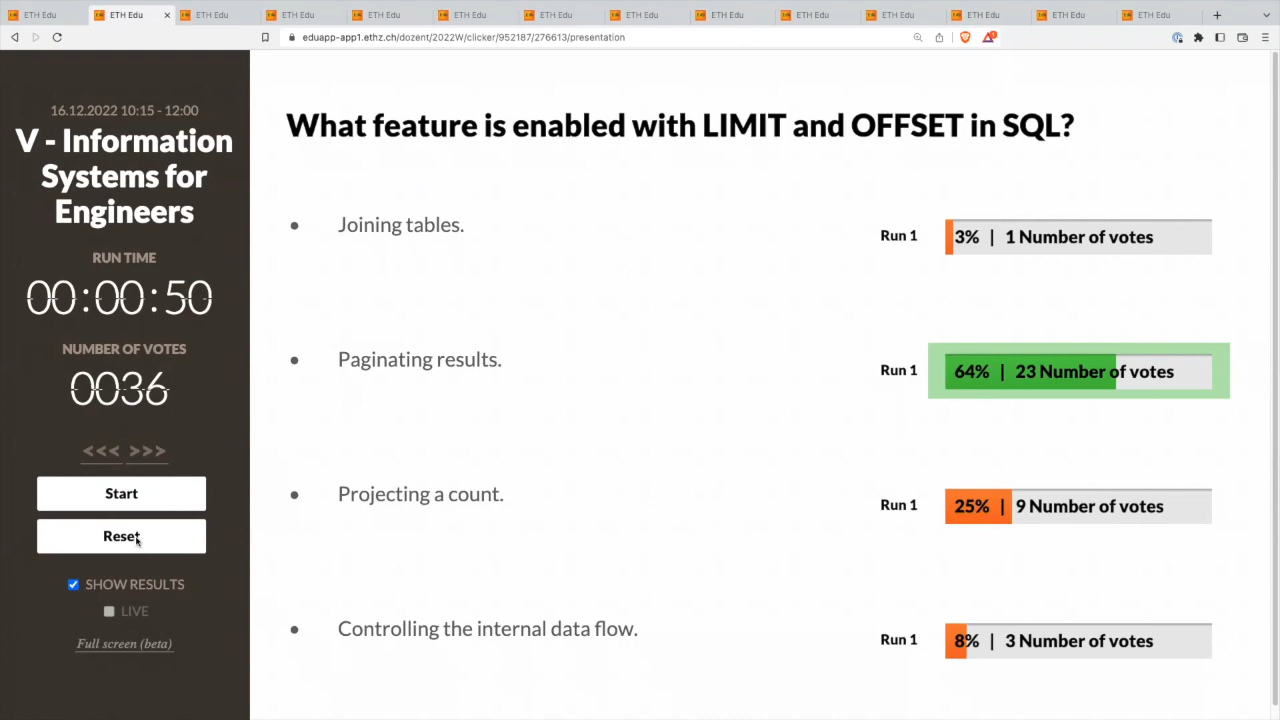 ETH Edu ETH Edu ETH Edu ETH Edu ETH Edu ETH Edu ETH Edu ETH Edu ETH Edu ETH Edu ETH Edu ETH Edu ETH Edu ETH Edu
eduapp-app1.ethz.ch/dozent/2022W/clicker/952187/276613/presentation
16.12.2022 10:15 - 12:00
V - Information
Systems for
Engineers
RUN TIME
00:00:50
NUMBER OF VOTES
0036
<<< >>>
Start
Reset
SHOW RESULTS
LIVE
Full screen (beta)
What feature is enabled with LIMIT and OFFSET in SQL?
• Joining tables. Run 1 3% | 1 Number of votes
• Paginating results. Run 1 64% | 23 Number of votes
• Projecting a count. Run 1 25% | 9 Number of votes
• Controlling the internal data flow. Run 1 8% | 3 Number of votes